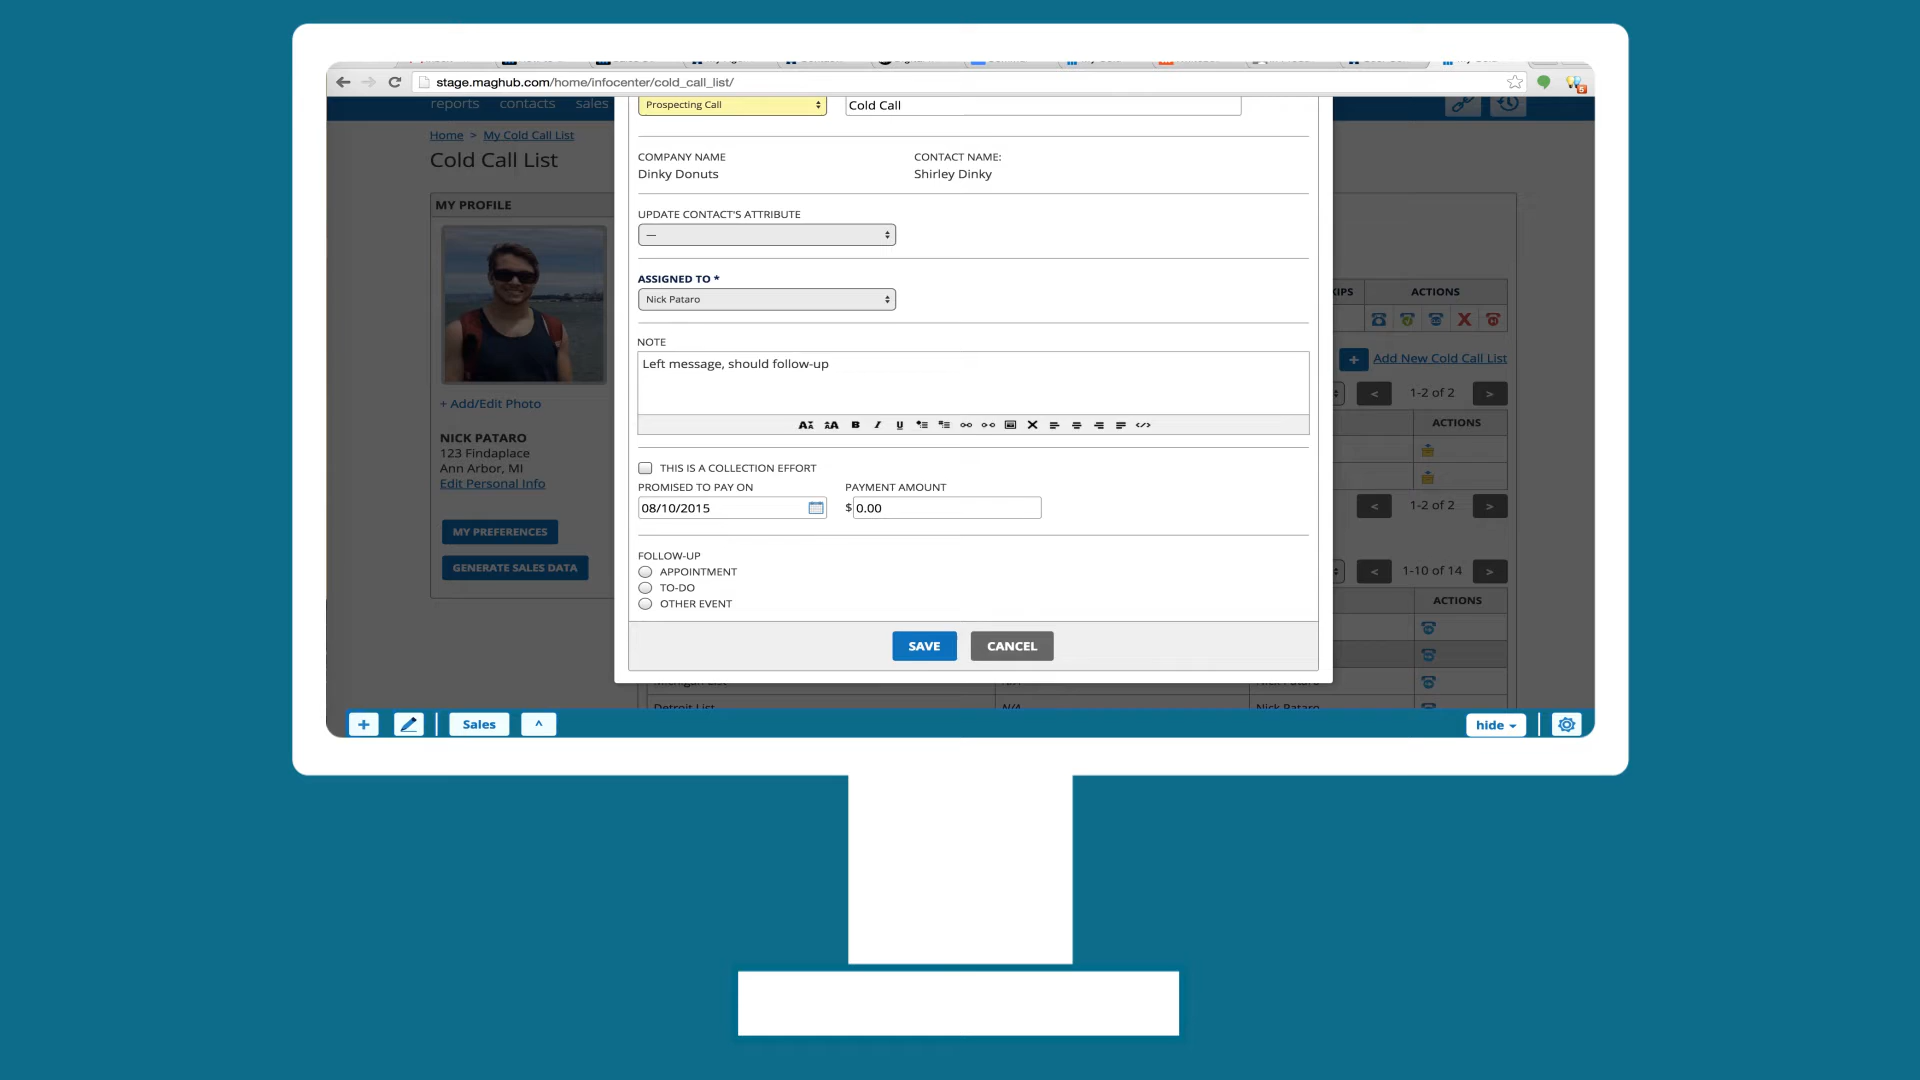 stage.maghub.com/home/infocenter/cold_call_list/
reports contacts sales
Prospecting Call
Cold Call
Home > My Cold Call List
Cold Call List
COMPANY NAME
CONTACT NAME:
Dinky Donuts
Shirley Dinky
MY PROFILE
UPDATE CONTACT'S ATTRIBUTE
—
ASSIGNED TO *
Nick Pataro
ACTIONS
NOTE
Left message, should follow-up
Add New Cold Call List
< 1-2 of 2 >
ACTIONS
+ Add/Edit Photo
NICK PATARO
123 Findaplace
Ann Arbor, MI
Edit Personal Info
THIS IS A COLLECTION EFFORT
PROMISED TO PAY ON
PAYMENT AMOUNT
08/10/2015
$ 0.00
< 1-2 of 2 >
MY PREFERENCES
GENERATE SALES DATA
FOLLOW-UP
APPOINTMENT
TO-DO
OTHER EVENT
< 1-10 of 14 >
ACTIONS
SAVE
CANCEL
Detroit List
N/A
Nick Pataro
+
Sales
^
hide